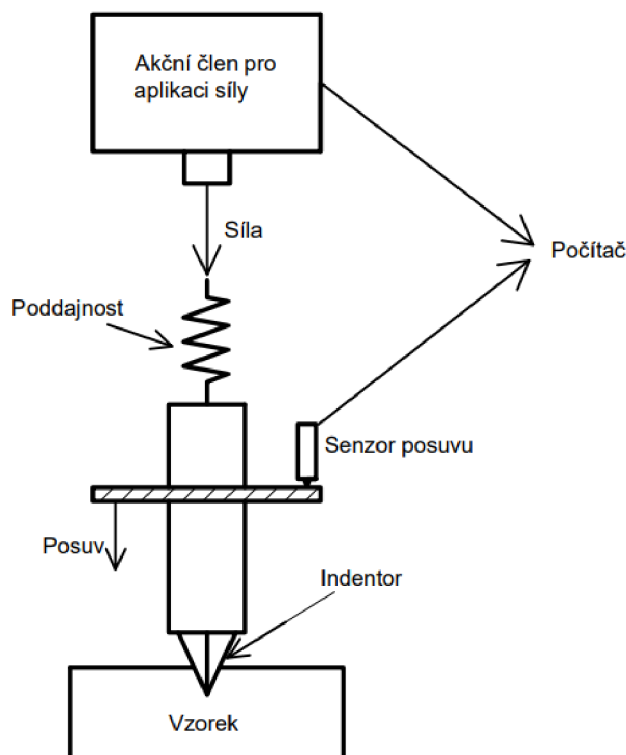 Akční člen pro
aplikaci síly
Síla
Počítač
Poddajnost
Senzor posuvu
Posuv
Indentor
Vzorek